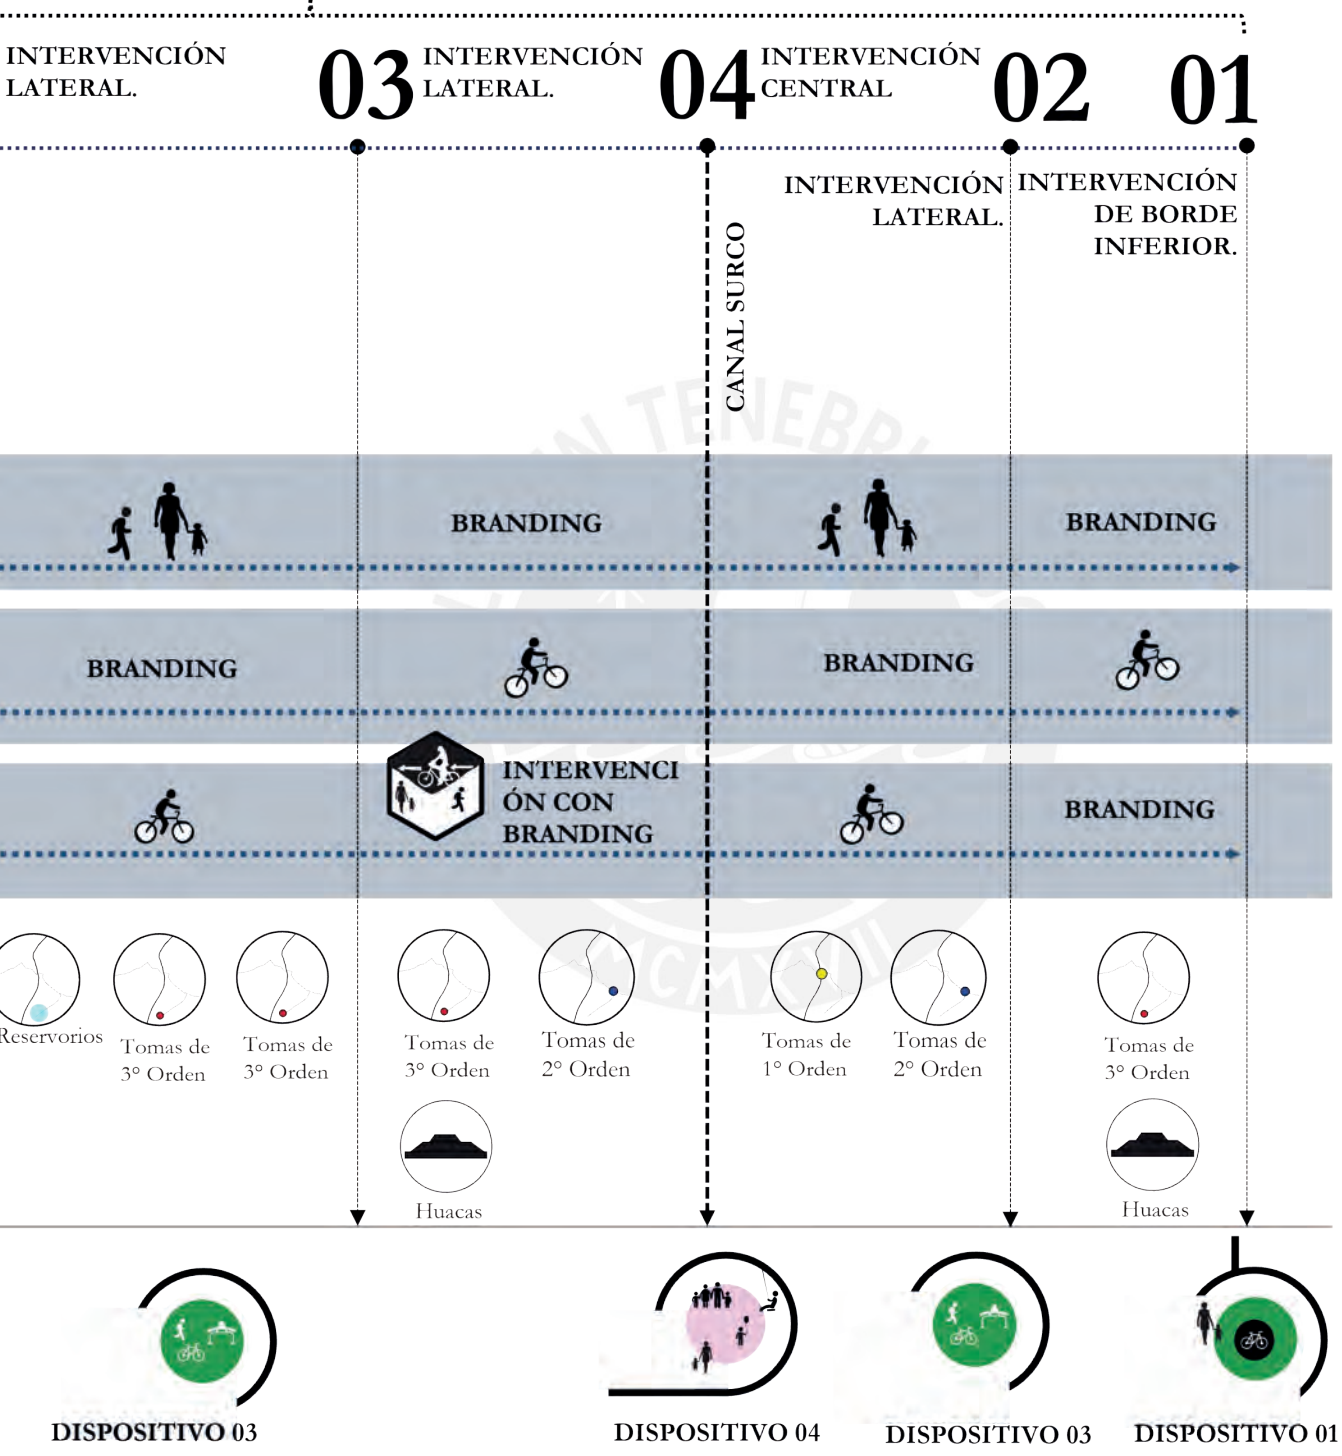 INTERVENCIÓN
LATERAL.
03
INTERVENCIÓN
LATERAL.
04
INTERVENCIÓN
CENTRAL
02
01
INTERVENCIÓN
LATERAL.
INTERVENCIÓN
DE BORDE
INFERIOR.
CANAL SURCO
IN TENEBRIS
BRANDING
BRANDING
BRANDING
BRANDING
INTERVENCI
ÓN CON
BRANDING
BRANDING
MCMXVII
Reservorios
Tomas de
3° Orden
Tomas de
3° Orden
Tomas de
3° Orden
Tomas de
2° Orden
Tomas de
1° Orden
Tomas de
2° Orden
Tomas de
3° Orden
Huacas
Huacas
DISPOSITIVO 03
DISPOSITIVO 04
DISPOSITIVO 03
DISPOSITIVO 01